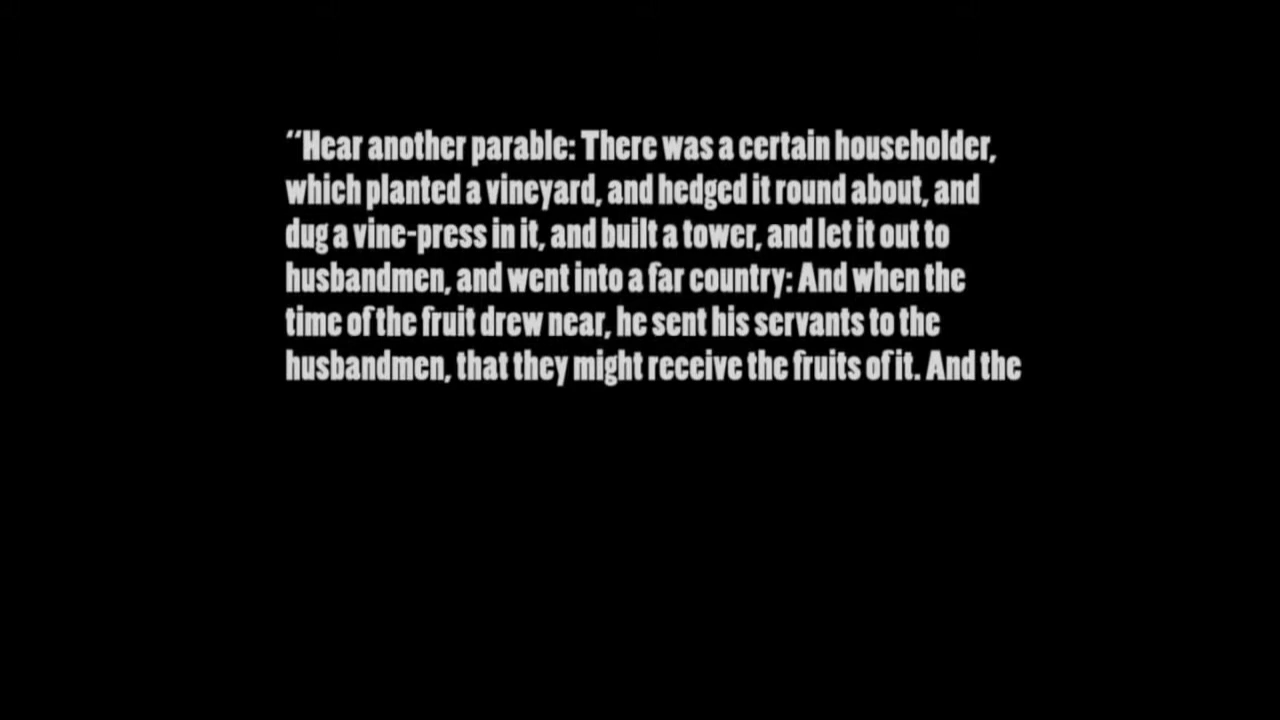 “Hear another parable: There was a certain householder,
which planted a vineyard, and hedged it round about, and
dug a vine-press in it, and built a tower, and let it out to
husbandmen, and went into a far country: And when the
time of the fruit drew near, he sent his servants to the
husbandmen, that they might receive the fruits of it. And the